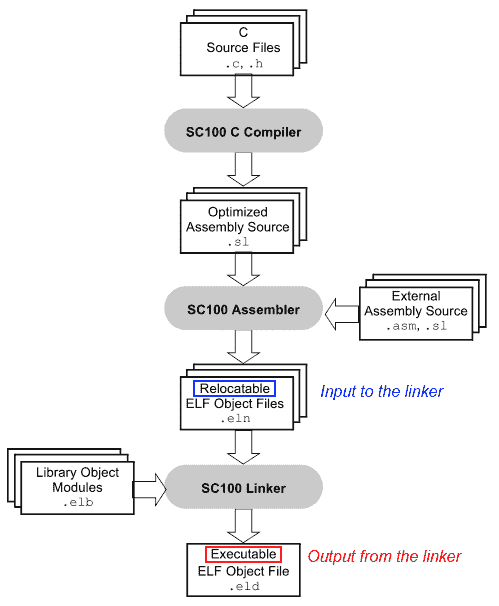 C
Source Files
.c, .h
SC100 C Compiler
Optimized
Assembly Source
.sl
SC100 Assembler
External
Assembly Source
.asm, .sl
Relocatable
ELF Object Files
.eln
Input to the linker
Library Object
Modules
.elb
SC100 Linker
Executable
ELF Object File
.eld
Output from the linker